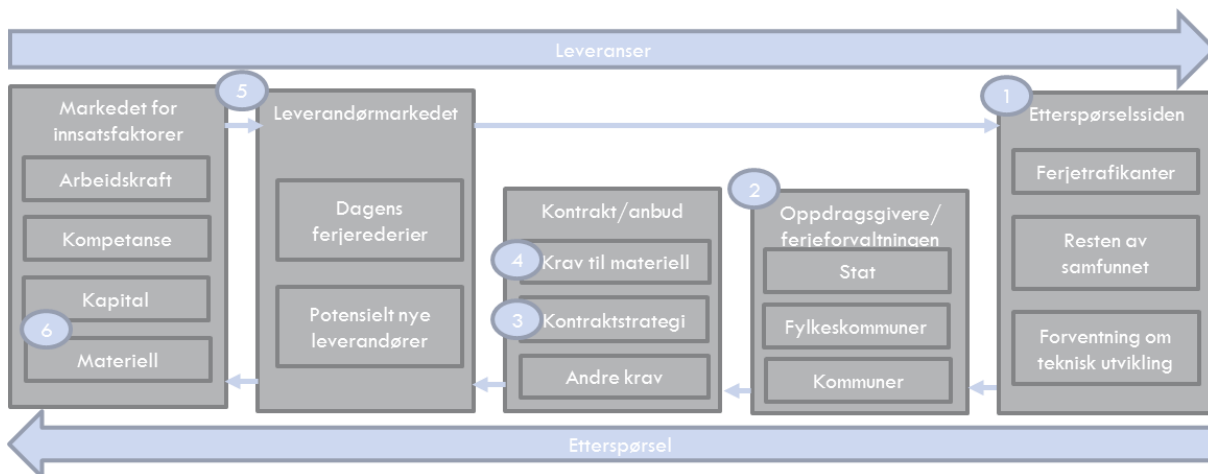 Leveranser
5
Markedet for
innsatsfaktorer
Arbeidskraft
Kompetanse
Kapital
6
Materiell
Leverandørmarkedet
Dagens
ferjerederier
Potensielt nye
leverandører
Kontrakt/anbud
4
Krav til materiell
3
Kontraktstrategi
Andre krav
2
Oppdragsgivere/
ferjeforvaltningen
Stat
Fylkeskommuner
Kommuner
1
Etterspørselssiden
Ferjetrafikanter
Resten av
samfunnet
Forventning om
teknisk utvikling
Etterspørsel